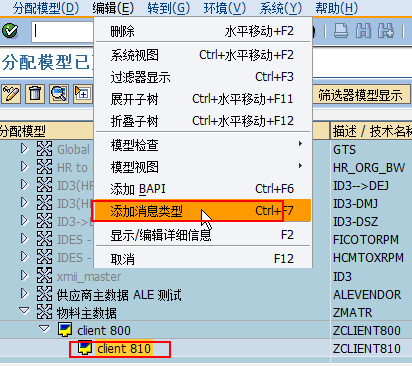 分配模型(D) 编辑(E) 转到(G) 环境(V) 系统(Y) 帮助(H)
删除 水平移动+F2
分配模型已
系统视图 Ctrl+水平移动+F2
过滤器显示 Ctrl+F3
展开子树 Ctrl+水平移动+F11
筛选器模型显示
折叠子树 Ctrl+水平移动+F12
分配模型 描述 / 技术名称
模型检查
Global GTS
模型视图
HR to HR_ORG_BW
添加 BAPI Ctrl+F6
ID3(HR ID3-->DEJ
添加消息类型 Ctrl+F7
ID3(HR ID3-DMJ
显示/编辑详细信息 F2
ID3->D ID3-DSZ
IDES - FICOTORPM
取消 F12
IDES - HCMTOXRPM
xmii_master ID3
供应商主数据 ALE 测试 ALEVENDOR
物料主数据 ZMATR
client 800 ZCLIENT800
client 810 ZCLIENT810